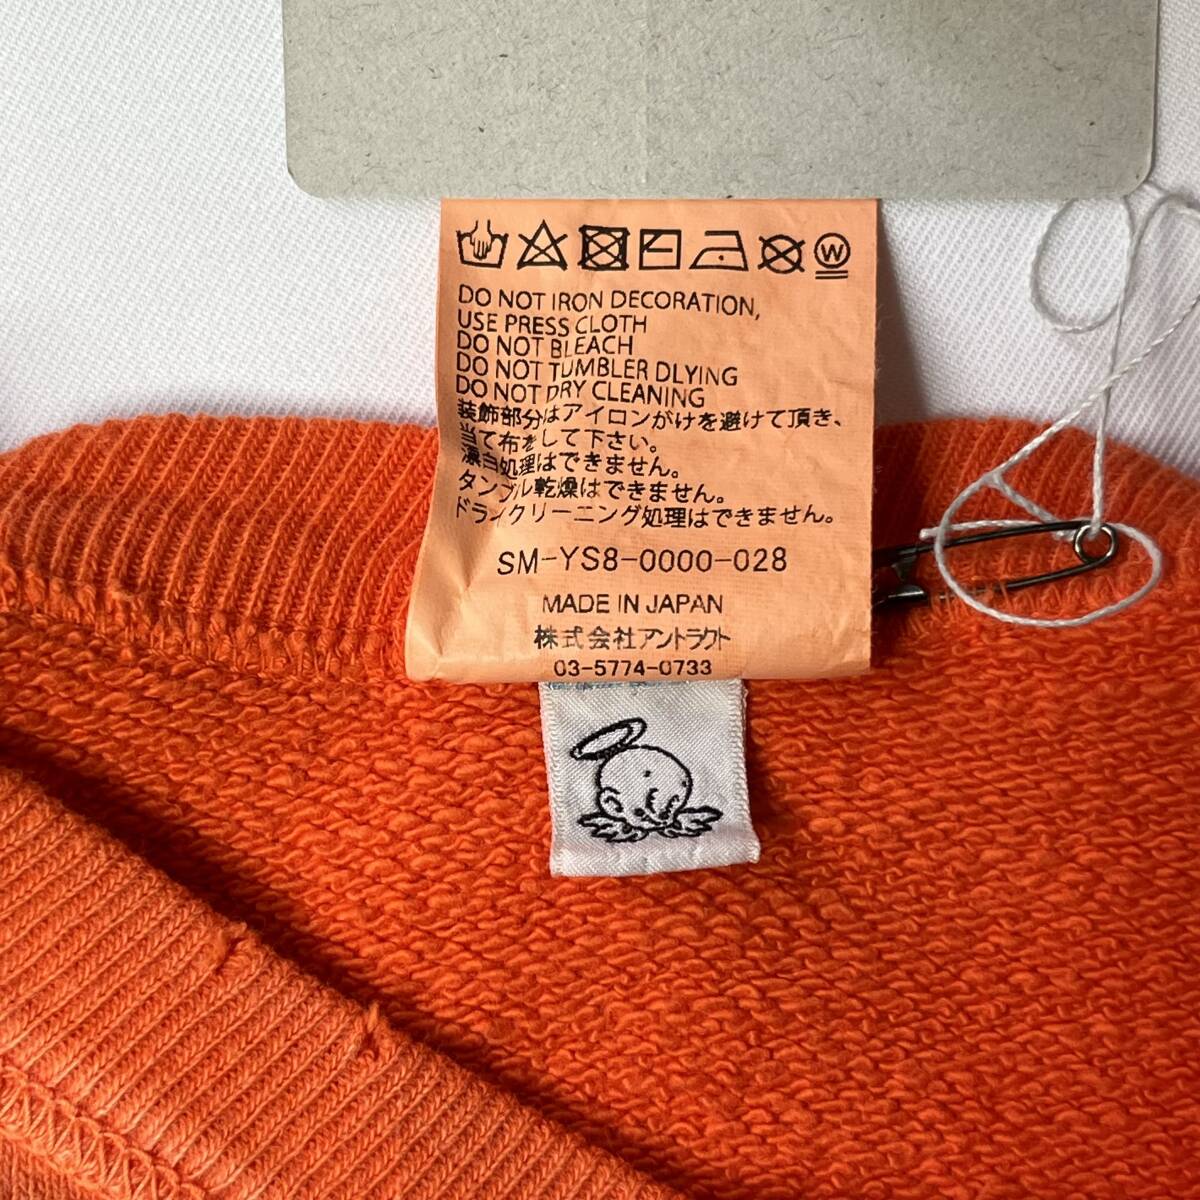 W
DO NOT IRON DECORATION,
USE PRESS CLOTH
DO NOT BLEACH
DO NOT TUMBLER DLYING
DO NOT DRY CLEANING
装飾部分はアイロンがけを避けて頂き、
当て布をして下さい。
漂白処理はできません。
タンブル乾燥はできません。
ドライクリーニング処理はできません。
SM-YS8-0000-028
MADE IN JAPAN
株式会社アントラクト
03-5774-0733